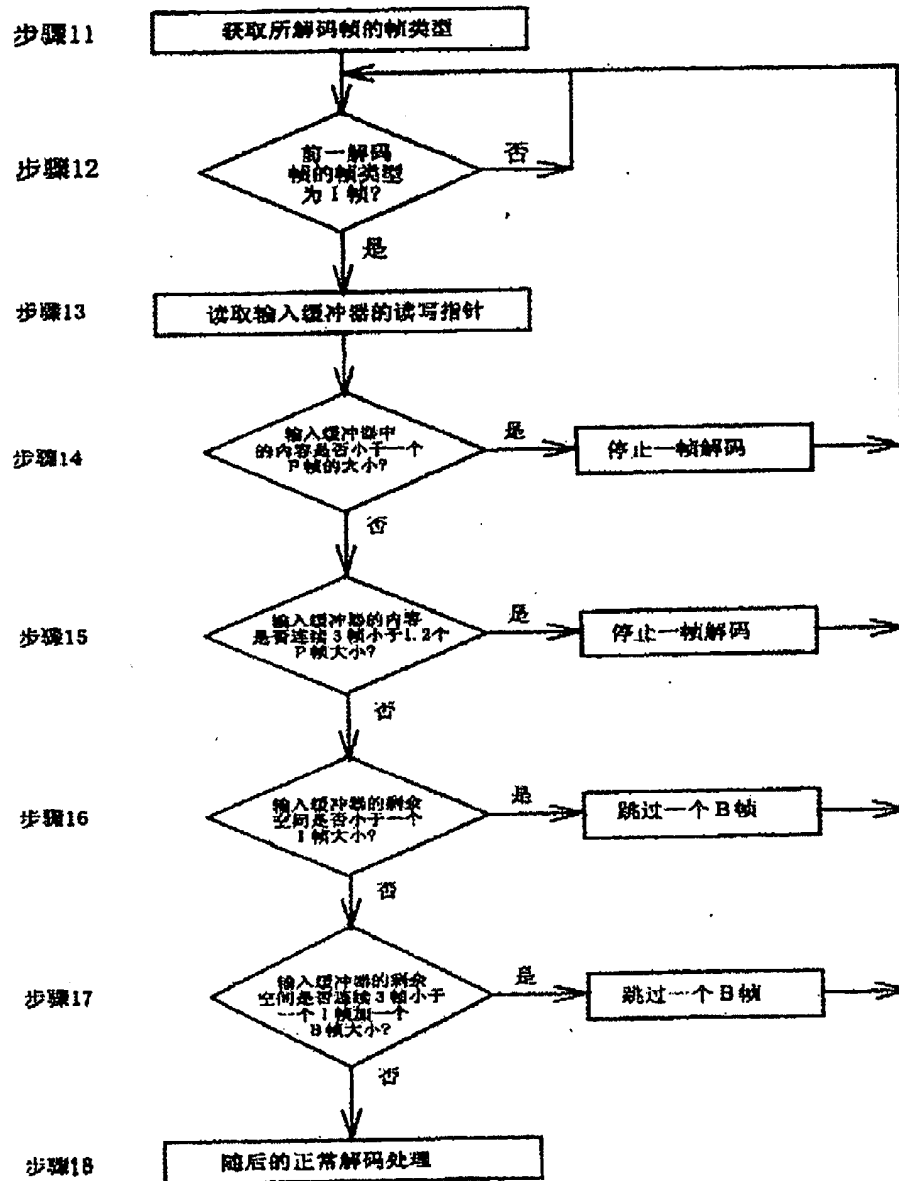 步骤11
获取所解码帧的帧类型
步骤12
前一解码
帧的帧类型
为 I 帧?
否
是
步骤13
读取输入缓冲器的读写指针
步骤14
输入缓冲器中
的内容是否小于一个
P 帧的大小?
是
停止一帧解码
否
步骤15
输入缓冲器的内容
是否连续 3 帧小于1.2个
P 帧大小?
是
停止一帧解码
否
步骤16
输入缓冲器的剩余
空间是否小于一个
I 帧大小?
是
跳过一个 B 帧
否
步骤17
输入缓冲器的剩余
空间是否连续 3 帧小于
一个 I 帧加一个
B 帧大小?
是
跳过一个 B 帧
否
步骤18
随后的正常解码处理